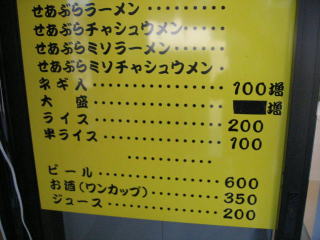 せあぶらラーメン・・・・・・・・・
せあぶらチャシュウメン・・・・・
せあぶらミソラーメン・・・・・・
せあぶらミソチャシュウメン・
ネギ入・・・・・・・・・・・100増
大盛・・・・・・・・・・・増
ライス・・・・・・・・・・200
半ライス・・・・・・・・・100
・・・・・・・・・・・
ビール・・・・・・・・・・600
お酒(ワンカップ)・・・・・350
ジュース・・・・・・・・・200